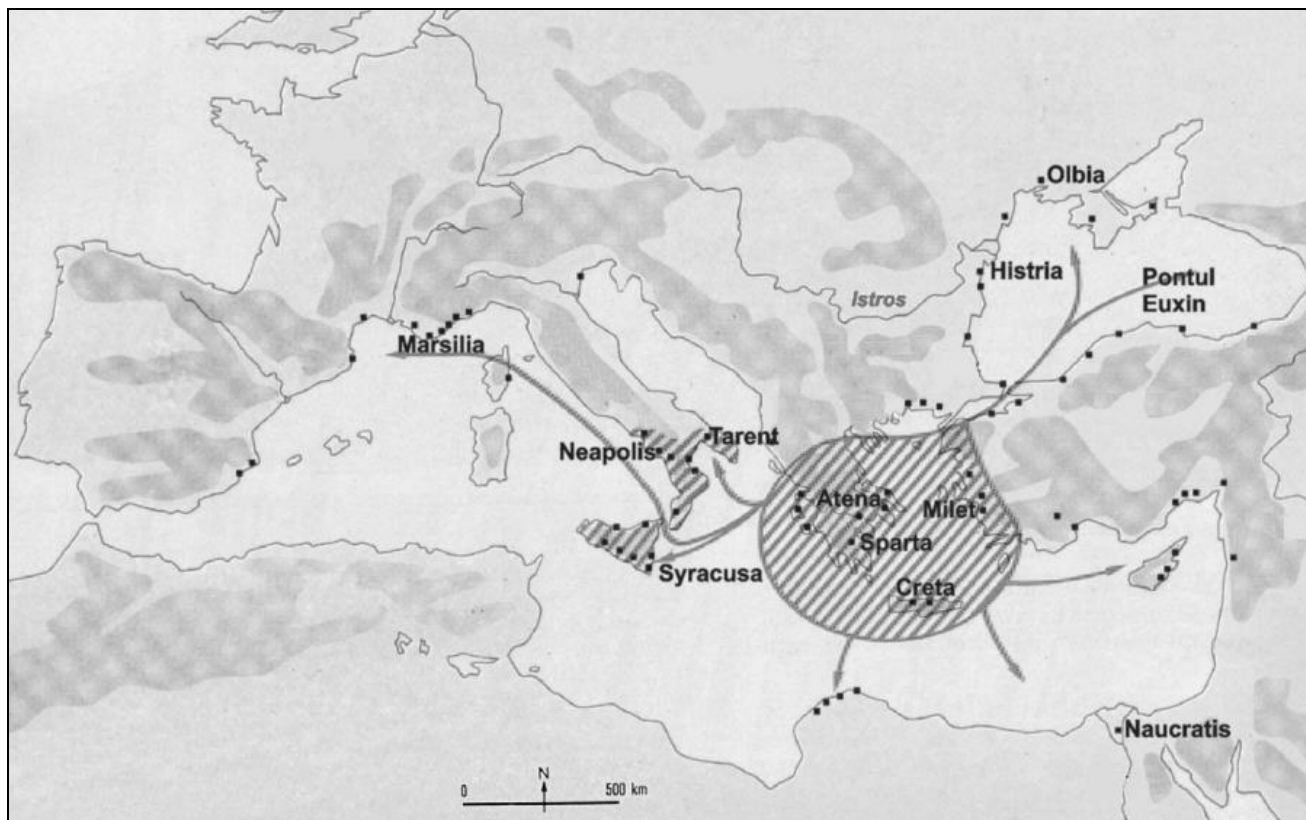 Olbia
Histria
Pontul
Euxin
Istros
Marsilia
Tarent
Neapolis
Atena
Milet
Sparta
Syracusa
Creta
Naucratis
N
0 500 km